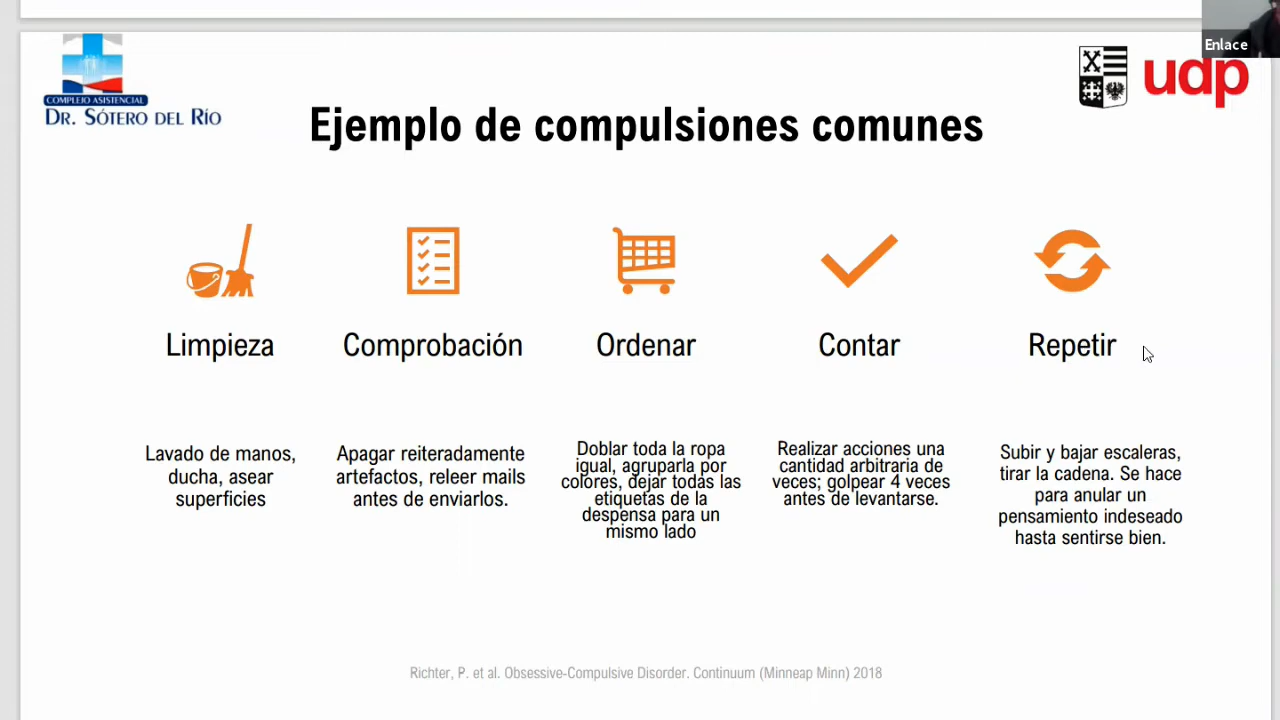 Enlace
COMPLEJO ASISTENCIAL
DR. SÓTERO DEL RÍO
udp
Ejemplo de compulsiones comunes
Limpieza
Lavado de manos,
ducha, asear
superficies
Comprobación
Apagar reiteradamente
artefactos, releer mails
antes de enviarlos.
Ordenar
Doblar toda la ropa
igual, agruparla por
colores, dejar todas las
etiquetas de la
despensa para un
mismo lado
Contar
Realizar acciones una
cantidad arbitraria de
veces; golpear 4 veces
antes de levantarse.
Repetir
Subir y bajar escaleras,
tirar la cadena. Se hace
para anular un
pensamiento indeseado
hasta sentirse bien.
Richter, P. et al. Obsessive-Compulsive Disorder. Continuum (Minneap Minn) 2018